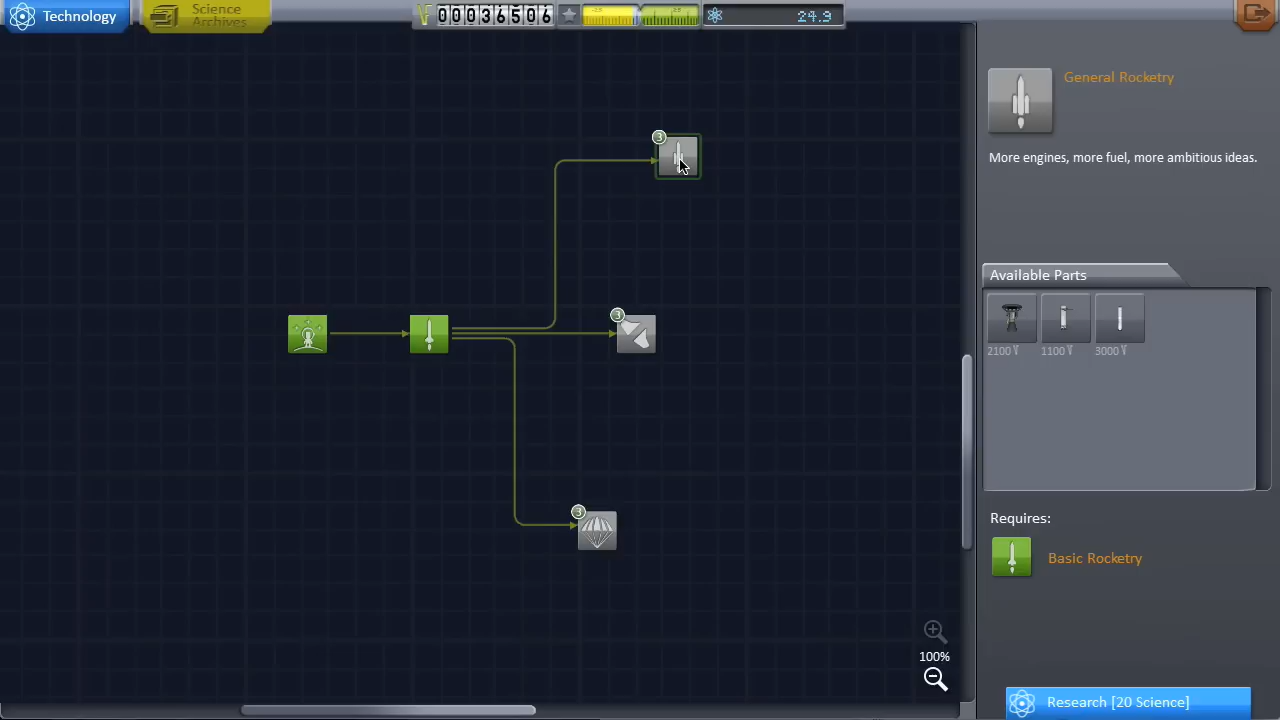 Technology
Science
Archives
00036506
24.9
General Rocketry
More engines, more fuel, more ambitious ideas.
3
3
3
Available Parts
2100
1100
3000
Requires:
Basic Rocketry
100%
Research [20 Science]